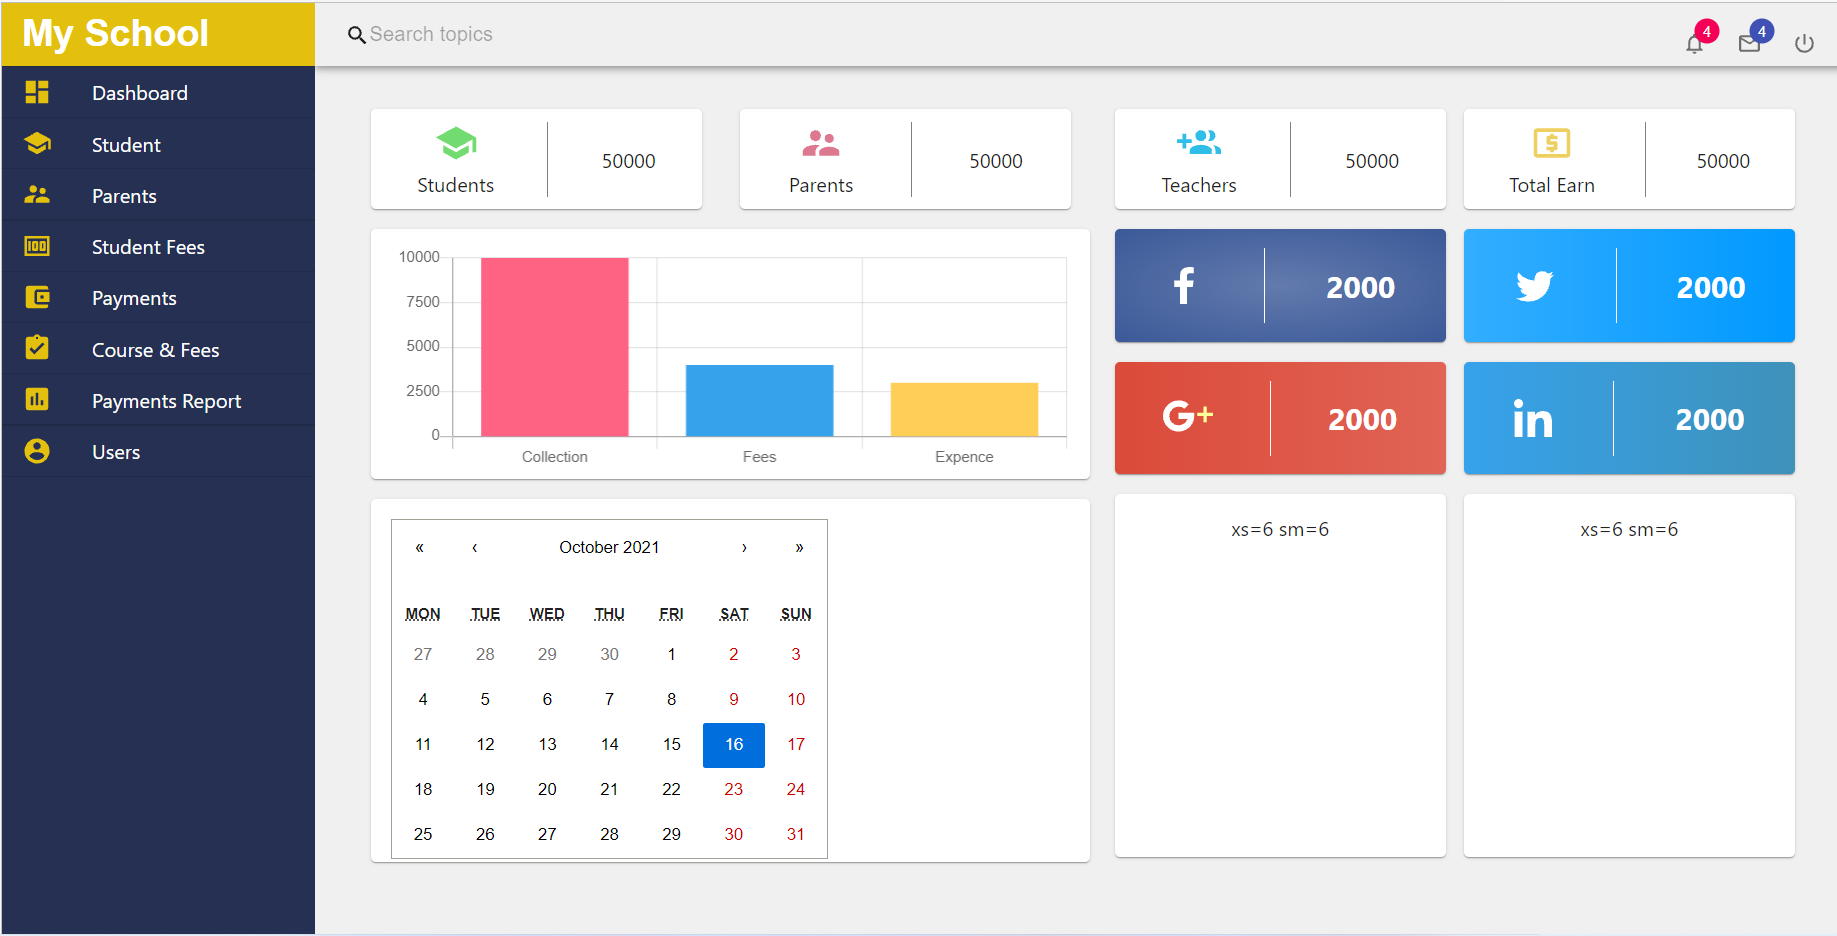 My School
Search topics
4
4
Dashboard
Student
Parents
Student Fees
Payments
Course & Fees
Payments Report
Users
Students
50000
Parents
50000
Teachers
50000
$
Total Earn
50000
100
10000
7500
5000
2500
0
Collection Fees Expence
f 2000
2000
G+ 2000
in 2000
« ‹ October 2021 › »
MON TUE WED THU FRI SAT SUN
27 28 29 30 1 2 3
4 5 6 7 8 9 10
11 12 13 14 15 16 17
18 19 20 21 22 23 24
25 26 27 28 29 30 31
xs=6 sm=6
xs=6 sm=6